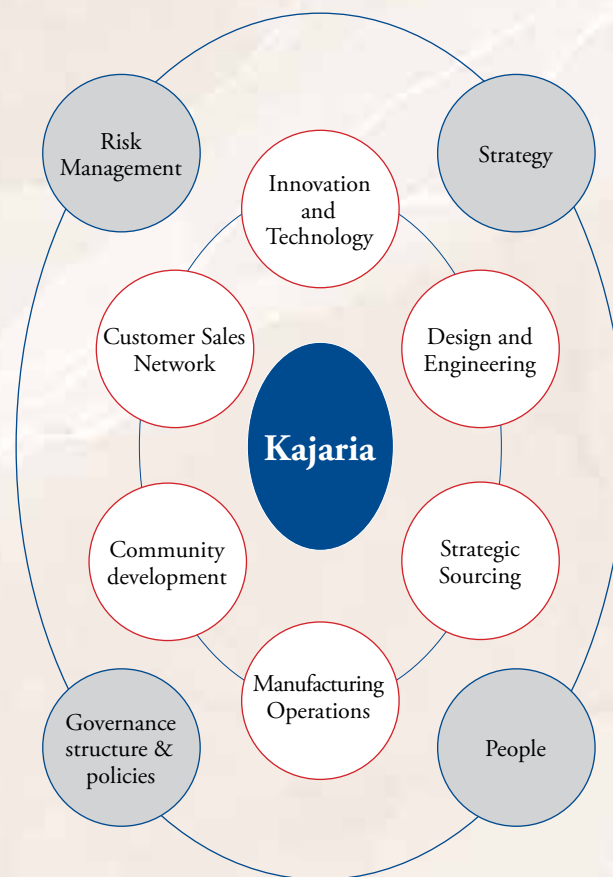 Risk
Management
Strategy
Innovation
and
Technology
Customer Sales
Network
Design and
Engineering
Kajaria
Community
development
Strategic
Sourcing
Manufacturing
Operations
Governance
structure &
policies
People